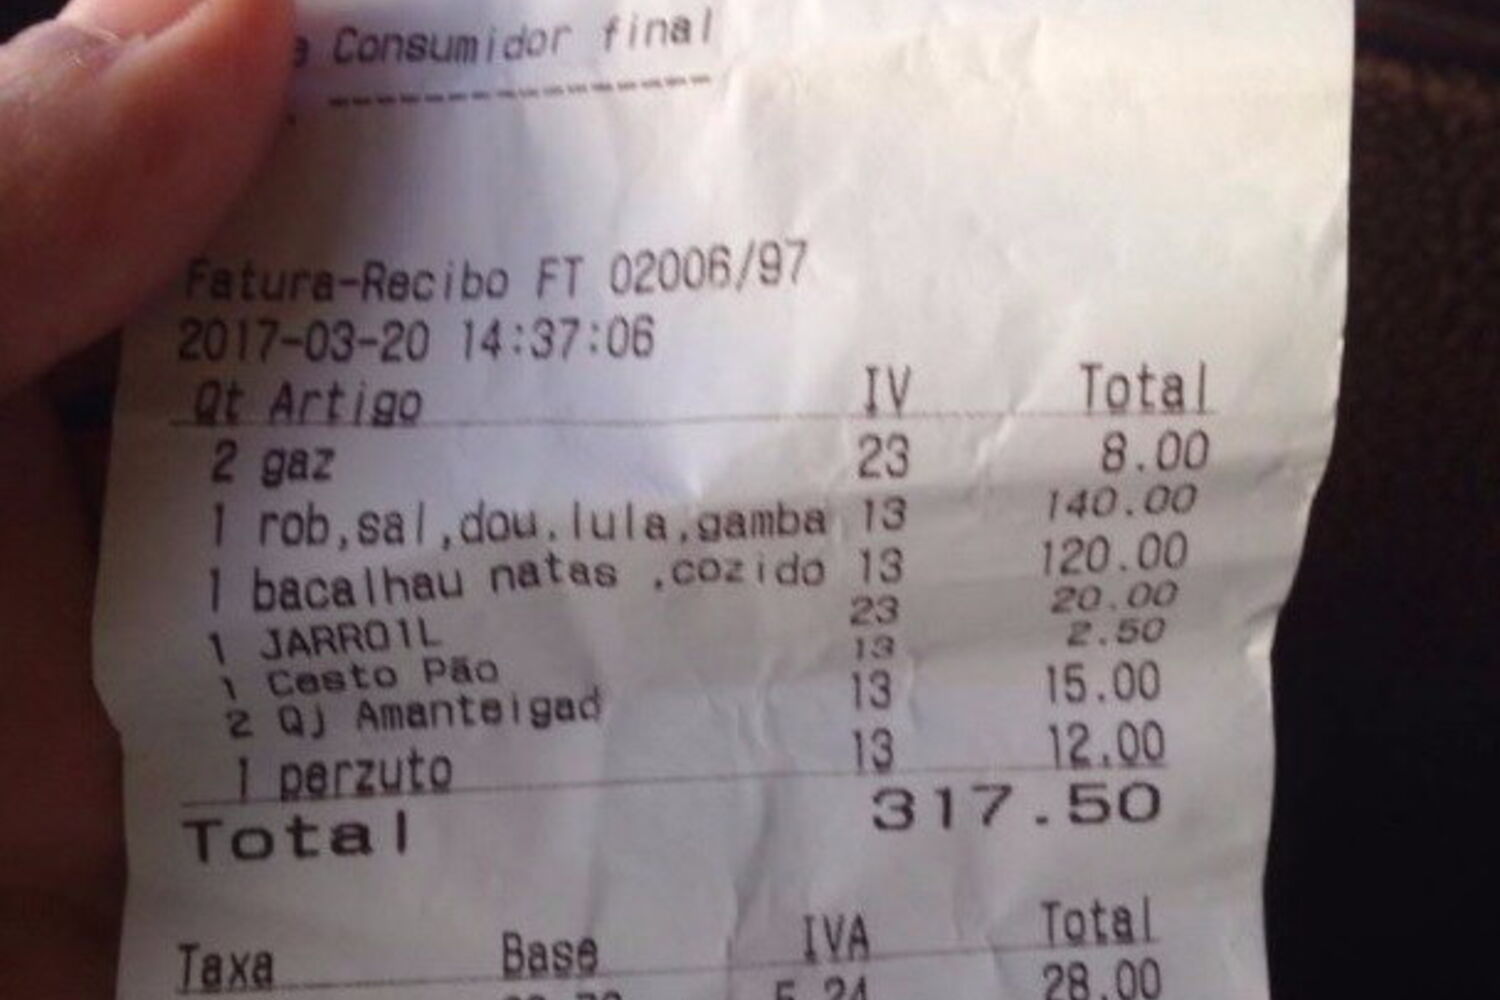 Consumidor final
Fatura-Recibo FT 02006/97
2017-03-20 14:37:06
Qt Artigo IV Total
2 gaz 23 8.00
1 rob,sal,dou,lula,gamba 13 140.00
1 bacalhau natas ,cozido 13 120.00
1 JARRO1L 23 20.00
1 Cesto Pão 13 2.50
2 Qj Amanteigad 13 15.00
1 perzuto 13 12.00
Total 317.50
Taxa Base IVA Total
5.24 28.00